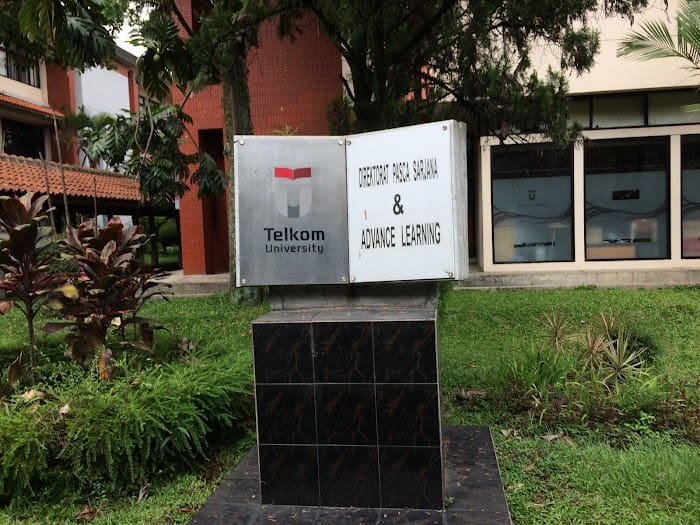 Telkom
University
DIREKTORAT PASCA SARJANA
&
ADVANCE LEARNING